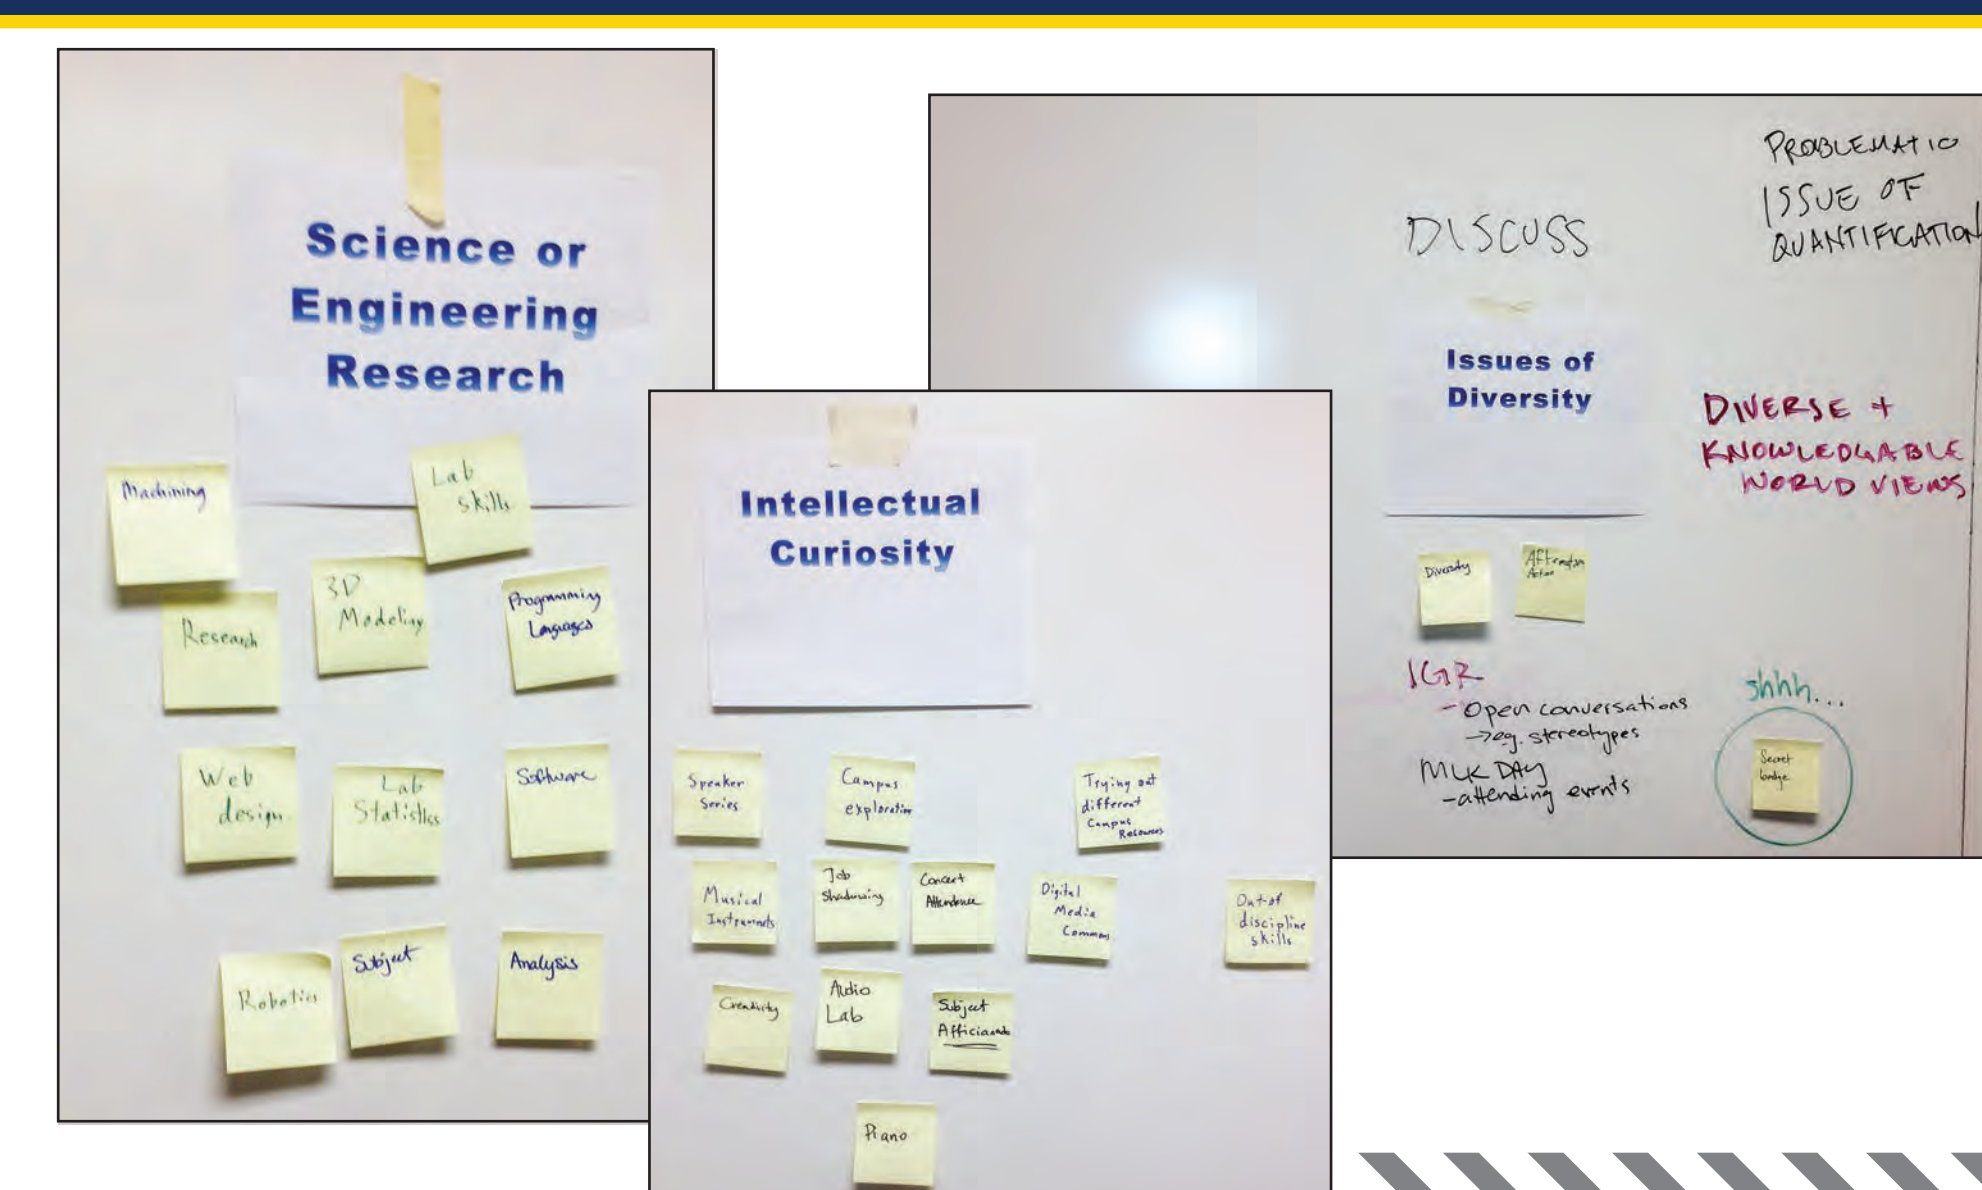 Science or
Engineering
Research
Machining
Lab
Skills
Research
3D
Modeling
Programming
Languages
Web
design
Lab
Statistics
Software
Robotics
Subject
Analysis
Intellectual
Curiosity
Speaker
Series
Campus
exploration
Trying out
different
Campus
Resources
Musical
Instruments
Job
Shadowing
Concert
Attendence
Digital
Media
Commons
Out-of
discipline
skills
Creativity
Audio
Lab
Subject
Afficianado
Piano
DISCUSS
PROBLEMATIC
ISSUE OF
QUANTIFICATION
Issues of
Diversity
DIVERSE +
KNOWLEDGABLE
WORLD VIEWS
Diversity
Action
IGR
- Open conversations
→eg. stereotypes
MLK DAY
-attending events
shhh...
Secret
badge